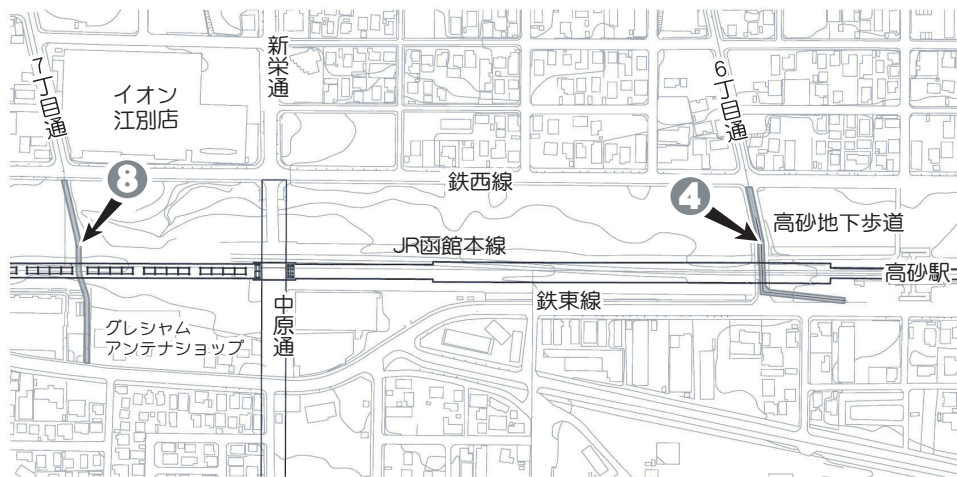 7丁目通
イオン
江別店
新栄通
6丁目通
8
鉄西線
4
高砂地下歩道
JR函館本線
高砂駅
鉄東線
中原通
グレシャム
アンテナショップ